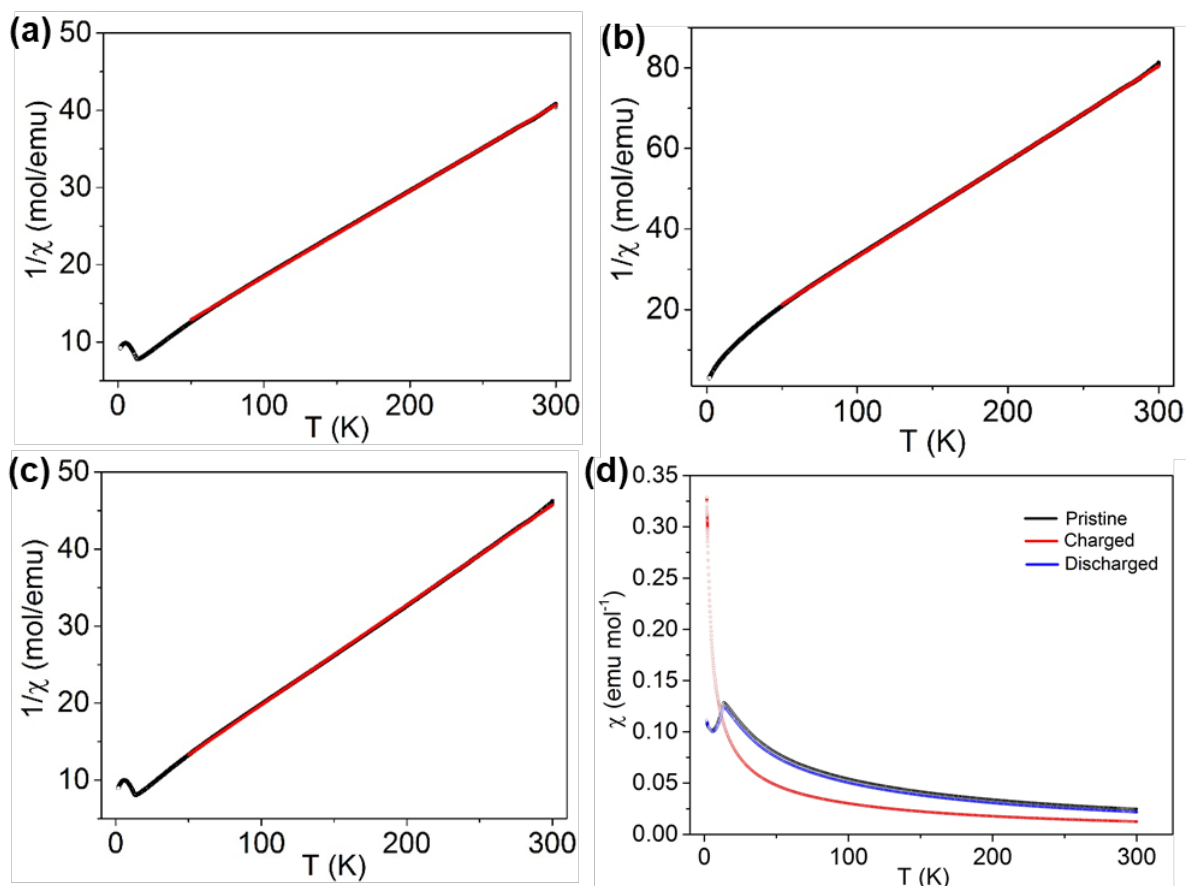 (a)
50
40
30
20
10
1/χ (mol/emu)
0 100 200 300
T (K)
(b)
80
60
40
20
1/χ (mol/emu)
0 100 200 300
T (K)
(c)
50
40
30
20
10
1/χ (mol/emu)
0 100 200 300
T (K)
(d)
0.35
0.30
0.25
0.20
0.15
0.10
0.05
0.00
χ (emu mol⁻¹)
Pristine
Charged
Discharged
0 100 200 300
T (K)